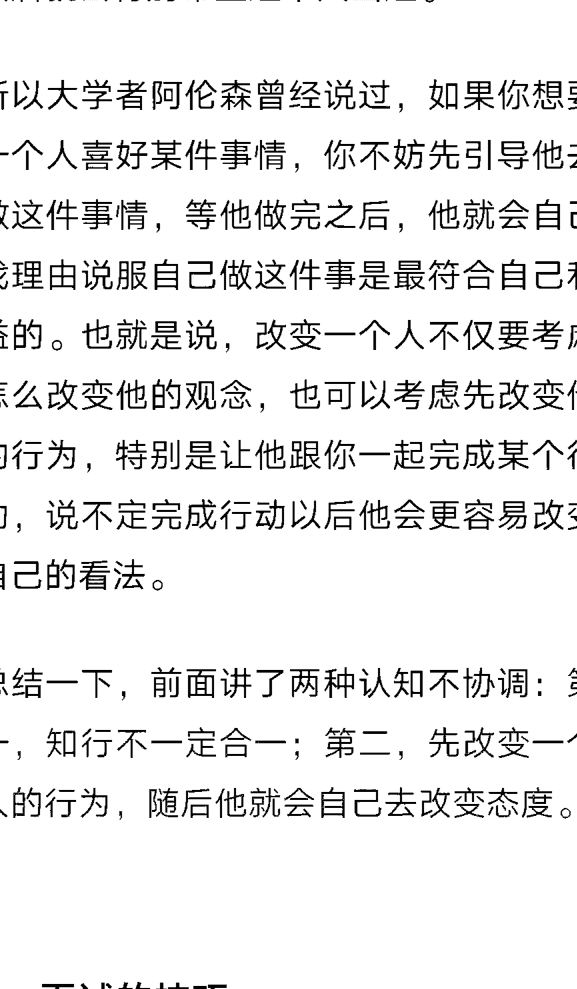 所以大学者阿伦森曾经说过，如果你想要
一个人喜好某件事情，你不妨先引导他去
做这件事情，等他做完之后，他就会自己
找理由说服自己做这件事是最符合自己利
益的。也就是说，改变一个人不仅要考虑
怎么改变他的观念，也可以考虑先改变他
的行为，特别是让他跟你一起完成某个行
动，说不定完成行动以后他会更容易改变
自己的看法。
总结一下，前面讲了两种认知不协调：第
一，知行不一定合一；第二，先改变一个
人的行为，随后他就会自己去改变态度。